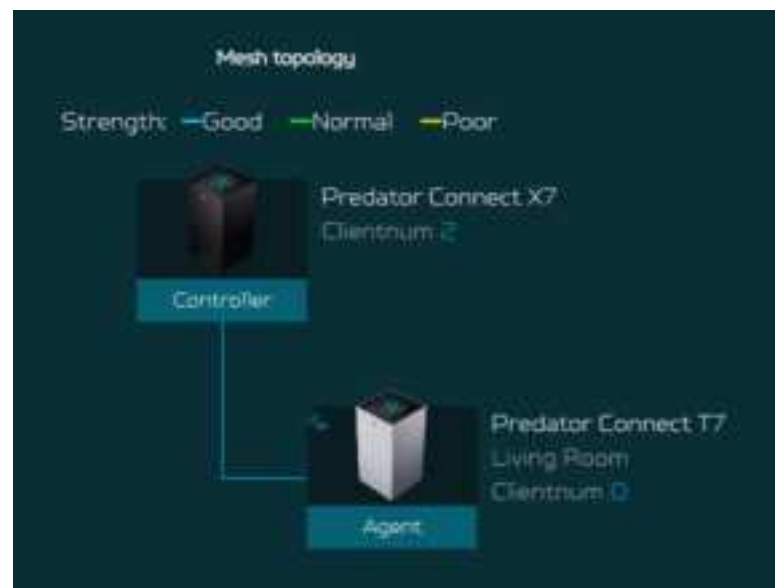 Mesh topology
Strength: Good Normal Poor
Predator Connect X7
Clientnum 2
Controller
Predator Connect T7
Living Room
Clientnum 0
Agent